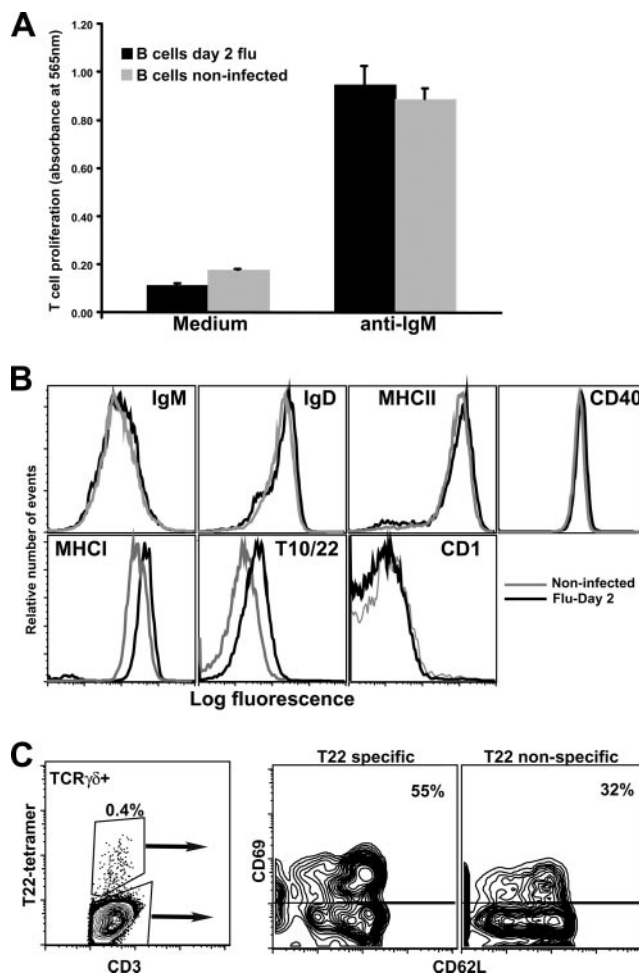 A
T cell proliferation (absorbance at 565nm)
1.20
1.00
0.80
0.60
0.40
0.20
0.00
B cells day 2 flu
B cells non-infected
Medium
anti-IgM
B
Relative number of events
IgM
IgD
MHCII
CD40
MHCI
T10/22
CD1
Non-infected
Flu-Day 2
Log fluorescence
C
TCRγδ+
0.4%
T22-tetramer
CD3
T22 specific
T22 non-specific
55%
32%
CD69
CD62L